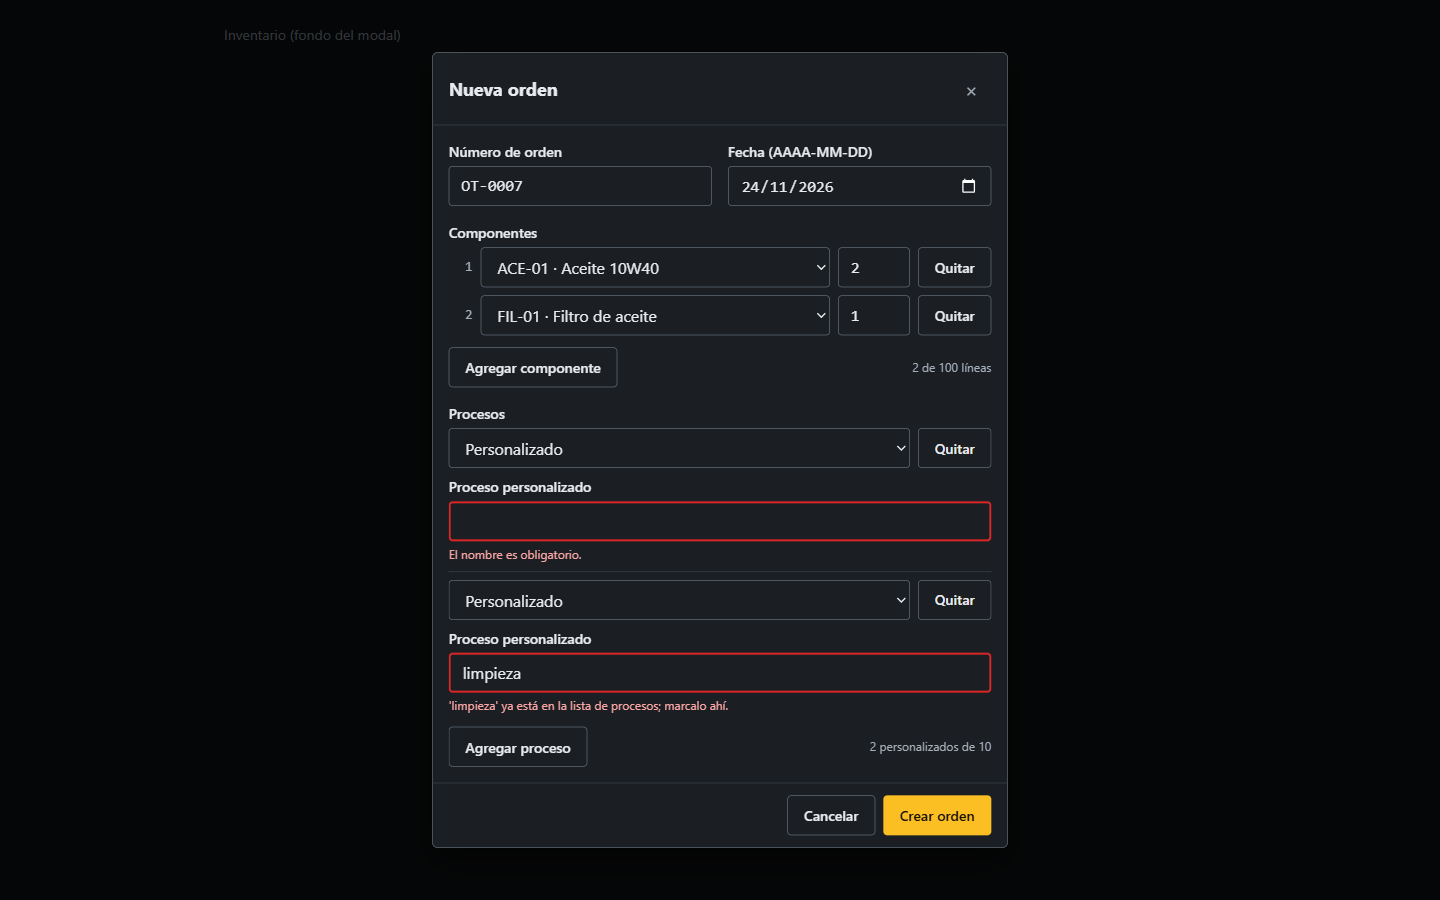 Inventario (fondo del modal)
Nueva orden ×
Número de orden Fecha (AAAA-MM-DD)
OT-0007 24/11/2026
Componentes
1 ACE-01 · Aceite 10W40 2 Quitar
2 FIL-01 · Filtro de aceite 1 Quitar
Agregar componente 2 de 100 líneas
Procesos
Personalizado Quitar
Proceso personalizado
El nombre es obligatorio.
Personalizado Quitar
Proceso personalizado
limpieza
'limpieza' ya está en la lista de procesos; marcalo ahí.
Agregar proceso 2 personalizados de 10
Cancelar Crear orden